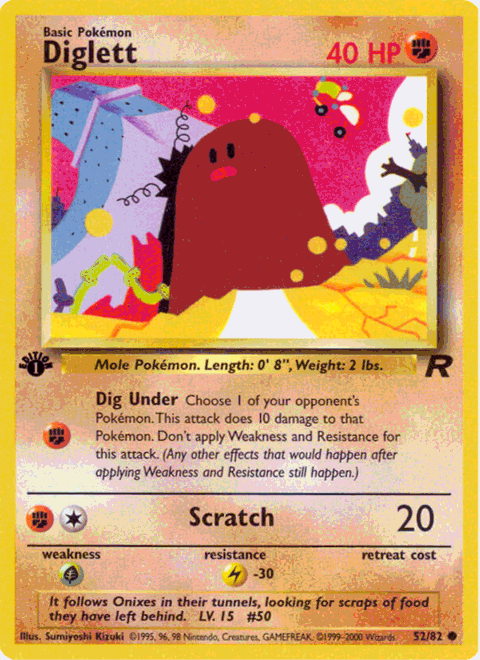 Basic Pokémon
Diglett 40 HP
EDITION
1
Mole Pokémon. Length: 0' 8", Weight: 2 lbs.
R
Dig Under Choose 1 of your opponent's
Pokémon. This attack does 10 damage to that
Pokémon. Don't apply Weakness and Resistance for
this attack. (Any other effects that would happen after
applying Weakness and Resistance still happen.)
Scratch 20
weakness resistance retreat cost
-30
It follows Onixes in their tunnels, looking for scraps of food
they have left behind. LV. 15 #50
Illus. Sumiyoshi Kizuki ©1995, 96, 98 Nintendo, Creatures, GAMEFREAK. ©1999-2000 Wizards. 52/82